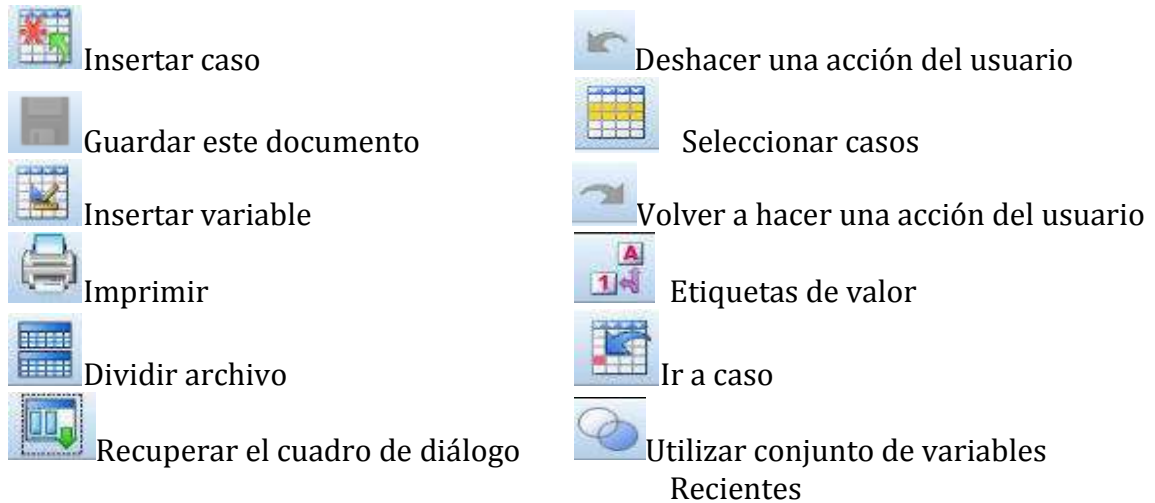 Insertar caso
Deshacer una acción del usuario
Guardar este documento
Seleccionar casos
Insertar variable
Volver a hacer una acción del usuario
Imprimir
A
1
Etiquetas de valor
Dividir archivo
Ir a caso
Recuperar el cuadro de diálogo
Utilizar conjunto de variables
Recientes